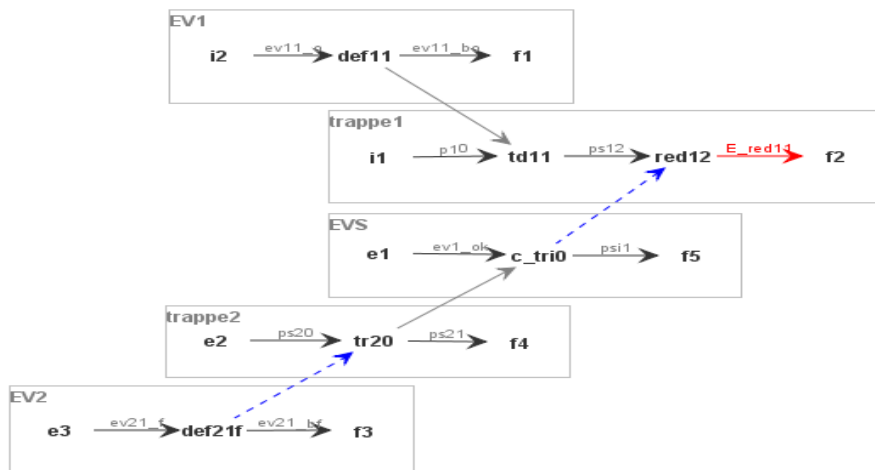 EV1
i2 ev11_o def11 ev11_bo f1
trappe1
i1 p10 td11 ps12 red12 E_red11 f2
EVS
e1 ev1_ok c_tri0 psi1 f5
trappe2
e2 ps20 tr20 ps21 f4
EV2
e3 ev21_f def21f ev21_bf f3